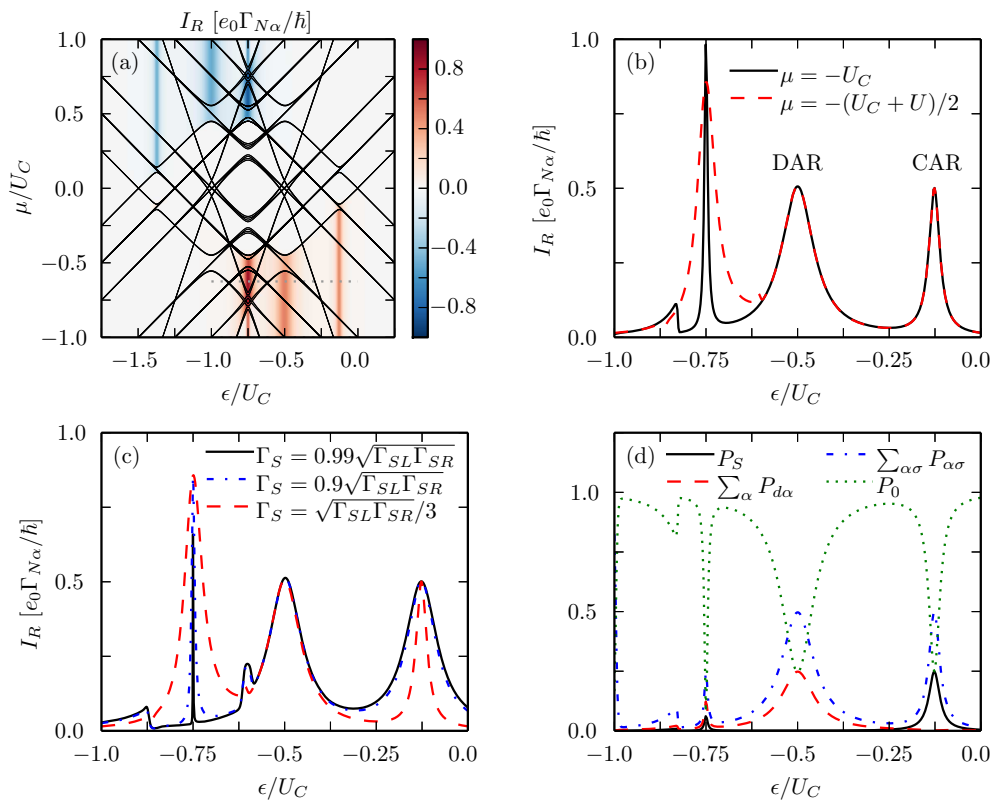 I_R [e_0Γ_{Nα}/ħ]
(a)
1.0
0.5
0.0
−0.5
−1.0
μ/U_C
−1.5
−1.0
−0.5
0.0
ϵ/U_C
0.8
0.4
0.0
−0.4
−0.8
(b)
μ = −U_C
μ = −(U_C + U)/2
DAR
CAR
1.0
0.5
0.0
I_R [e_0Γ_{Nα}/ħ]
−1.0
−0.75
−0.5
−0.25
0.0
ϵ/U_C
(c)
Γ_S = 0.99√Γ_{SL}Γ_{SR}
Γ_S = 0.9√Γ_{SL}Γ_{SR}
Γ_S = √Γ_{SL}Γ_{SR}/3
1.0
0.5
0.0
I_R [e_0Γ_{Nα}/ħ]
−1.0
−0.75
−0.5
−0.25
0.0
ϵ/U_C
(d)
P_S
∑_α P_{dα}
∑_{ασ} P_{ασ}
P_0
1.0
0.5
0.0
−1.0
−0.75
−0.5
−0.25
0.0
ϵ/U_C